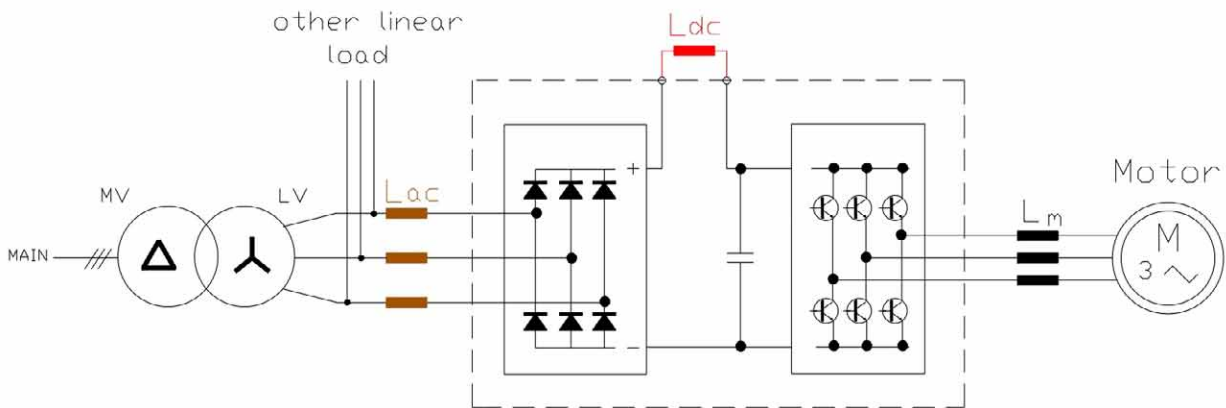 other linear
load
Ldc
MV
LV
Lac
MAIN
+
-
Lm
Motor
M
3